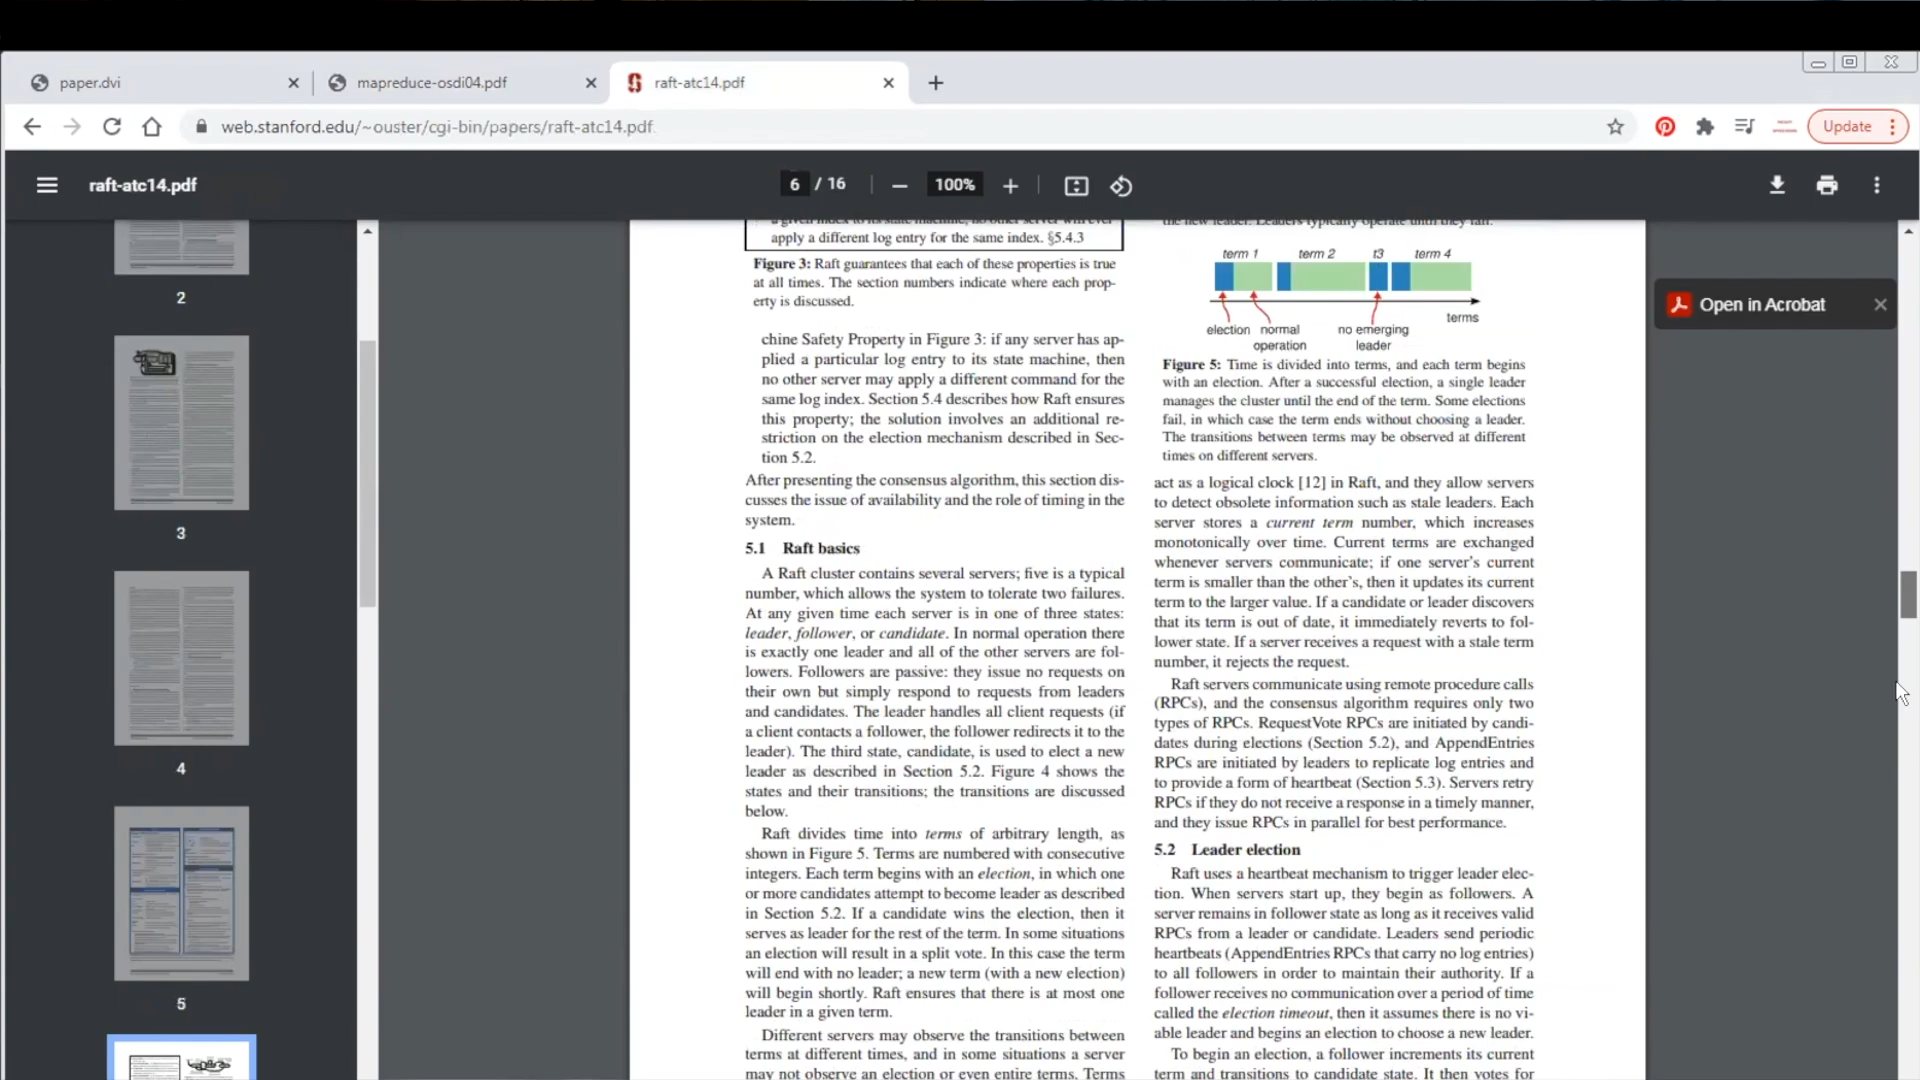 paper.dvi
mapreduce-osdi04.pdf
raft-atc14.pdf
web.stanford.edu/~ouster/cgi-bin/papers/raft-atc14.pdf
Update
raft-atc14.pdf
6 / 16
100%
2
3
4
5
Open in Acrobat
a given index to its state machine, no other server will ever
apply a different log entry for the same index. §5.4.3
Figure 3: Raft guarantees that each of these properties is true
at all times. The section numbers indicate where each prop-
erty is discussed.
chine Safety Property in Figure 3: if any server has ap-
plied a particular log entry to its state machine, then
no other server may apply a different command for the
same log index. Section 5.4 describes how Raft ensures
this property; the solution involves an additional re-
striction on the election mechanism described in Sec-
tion 5.2.
After presenting the consensus algorithm, this section dis-
cusses the issue of availability and the role of timing in the
system.
5.1 Raft basics
A Raft cluster contains several servers; five is a typical
number, which allows the system to tolerate two failures.
At any given time each server is in one of three states:
leader, follower, or candidate. In normal operation there
is exactly one leader and all of the other servers are fol-
lowers. Followers are passive: they issue no requests on
their own but simply respond to requests from leaders
and candidates. The leader handles all client requests (if
a client contacts a follower, the follower redirects it to the
leader). The third state, candidate, is used to elect a new
leader as described in Section 5.2. Figure 4 shows the
states and their transitions; the transitions are discussed
below.
Raft divides time into terms of arbitrary length, as
shown in Figure 5. Terms are numbered with consecutive
integers. Each term begins with an election, in which one
or more candidates attempt to become leader as described
in Section 5.2. If a candidate wins the election, then it
serves as leader for the rest of the term. In some situations
an election will result in a split vote. In this case the term
will end with no leader; a new term (with a new election)
will begin shortly. Raft ensures that there is at most one
leader in a given term.
Different servers may observe the transitions between
terms at different times, and in some situations a server
may not observe an election or even entire terms. Terms
the new leader. Leaders typically operate until they fail.
term 1 term 2 t3 term 4
terms
election normal no emerging
operation leader
Figure 5: Time is divided into terms, and each term begins
with an election. After a successful election, a single leader
manages the cluster until the end of the term. Some elections
fail, in which case the term ends without choosing a leader.
The transitions between terms may be observed at different
times on different servers.
act as a logical clock [12] in Raft, and they allow servers
to detect obsolete information such as stale leaders. Each
server stores a current term number, which increases
monotonically over time. Current terms are exchanged
whenever servers communicate; if one server's current
term is smaller than the other's, then it updates its current
term to the larger value. If a candidate or leader discovers
that its term is out of date, it immediately reverts to fol-
lower state. If a server receives a request with a stale term
number, it rejects the request.
Raft servers communicate using remote procedure calls
(RPCs), and the consensus algorithm requires only two
types of RPCs. RequestVote RPCs are initiated by candi-
dates during elections (Section 5.2), and AppendEntries
RPCs are initiated by leaders to replicate log entries and
to provide a form of heartbeat (Section 5.3). Servers retry
RPCs if they do not receive a response in a timely manner,
and they issue RPCs in parallel for best performance.
5.2 Leader election
Raft uses a heartbeat mechanism to trigger leader elec-
tion. When servers start up, they begin as followers. A
server remains in follower state as long as it receives valid
RPCs from a leader or candidate. Leaders send periodic
heartbeats (AppendEntries RPCs that carry no log entries)
to all followers in order to maintain their authority. If a
follower receives no communication over a period of time
called the election timeout, then it assumes there is no vi-
able leader and begins an election to choose a new leader.
To begin an election, a follower increments its current
term and transitions to candidate state. It then votes for